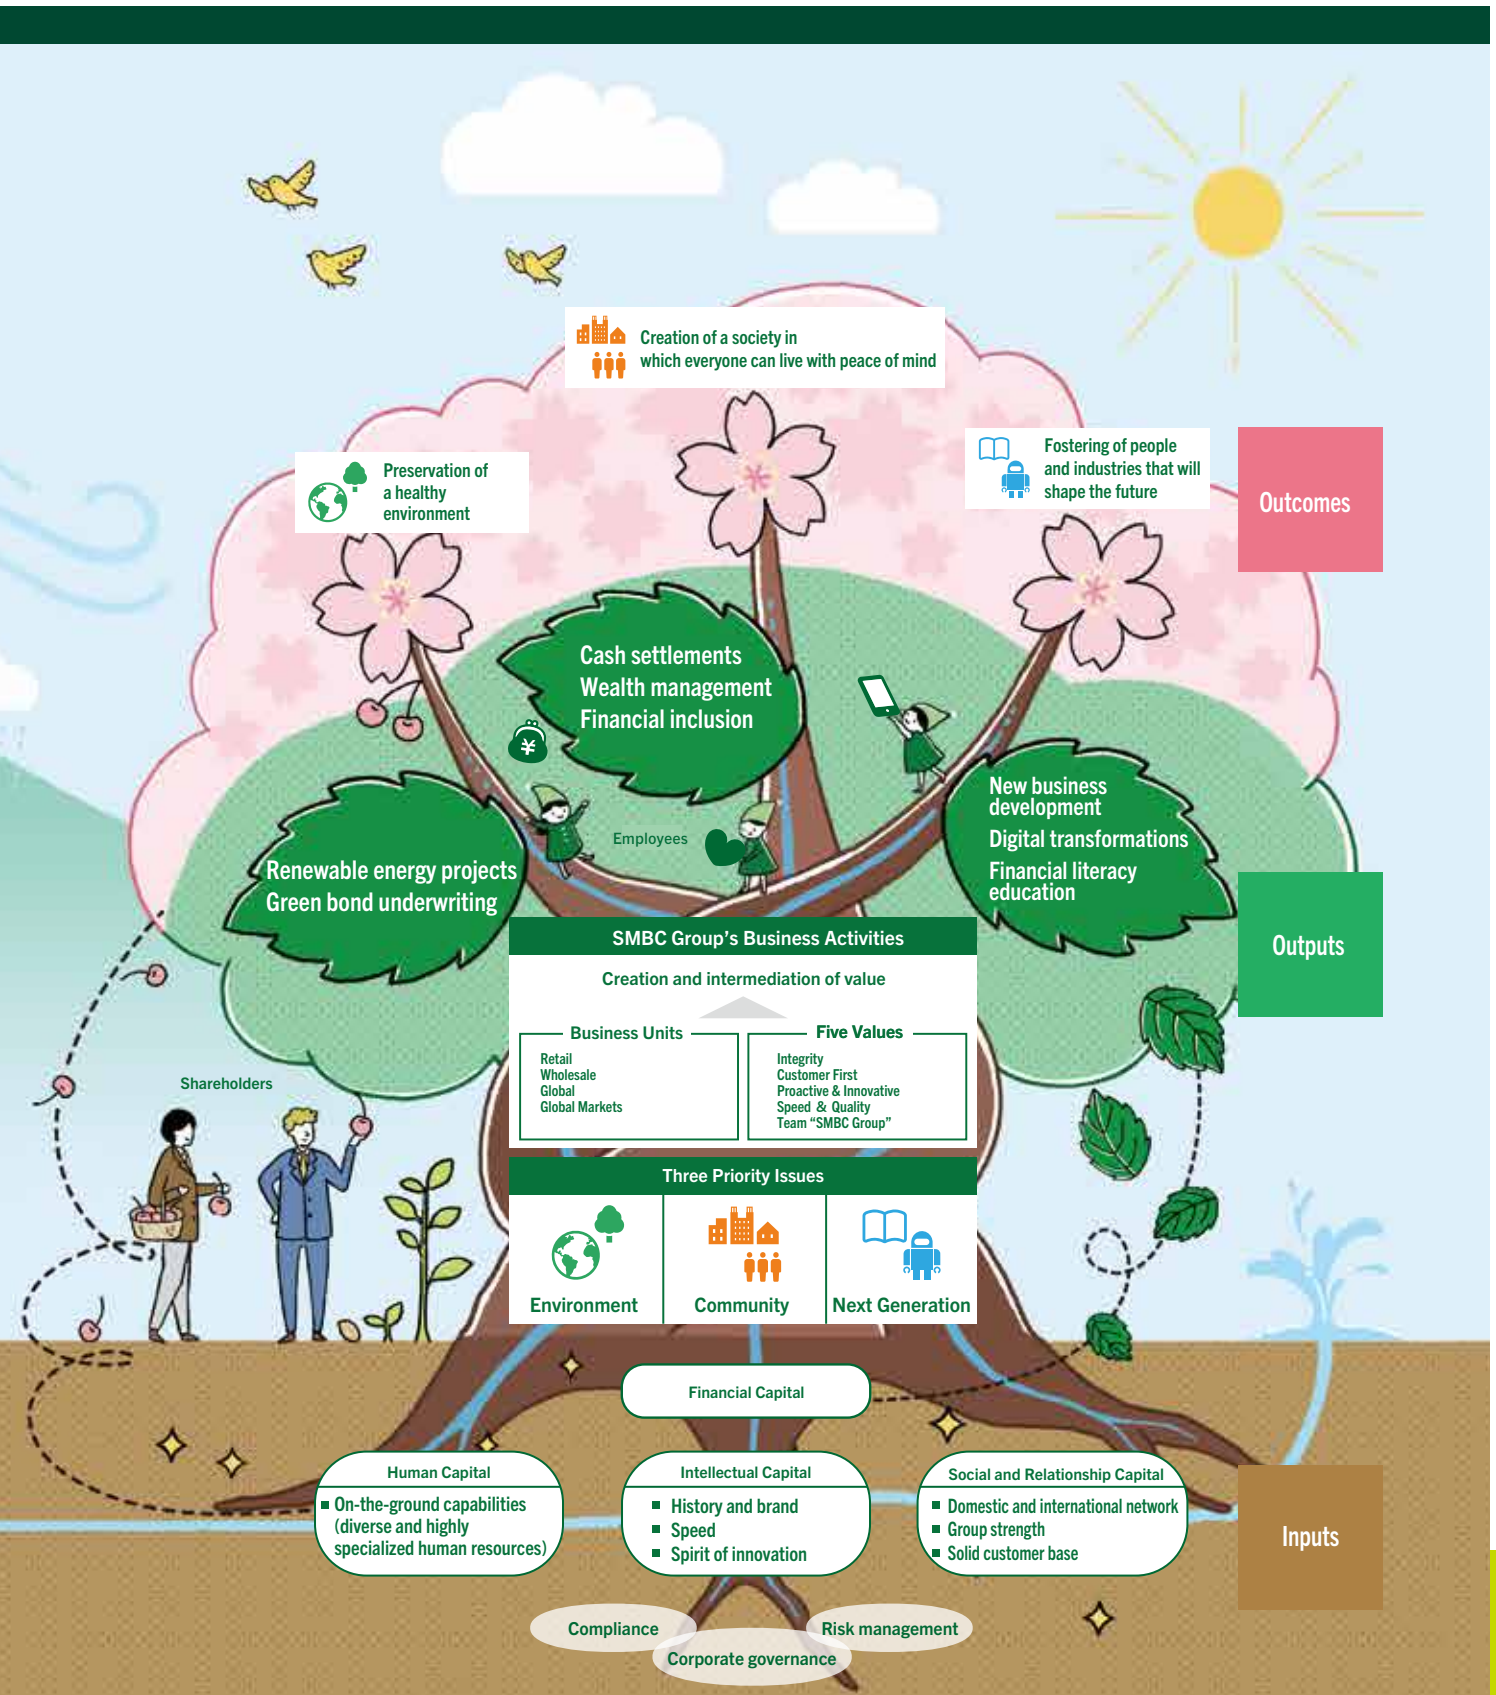 Creation of a society in
which everyone can live with peace of mind
Preservation of
a healthy
environment
Fostering of people
and industries that will
shape the future
Outcomes
Cash settlements
Wealth management
Financial inclusion
¥
Employees
New business
development
Digital transformations
Financial literacy
education
Renewable energy projects
Green bond underwriting
Outputs
SMBC Group's Business Activities
Creation and intermediation of value
Business Units
Retail
Wholesale
Global
Global Markets
Five Values
Integrity
Customer First
Proactive & Innovative
Speed & Quality
Team “SMBC Group”
Shareholders
Three Priority Issues
Environment
Community
Next Generation
Financial Capital
Human Capital
On-the-ground capabilities
(diverse and highly
specialized human resources)
Intellectual Capital
History and brand
Speed
Spirit of innovation
Social and Relationship Capital
Domestic and international network
Group strength
Solid customer base
Inputs
Compliance
Risk management
Corporate governance